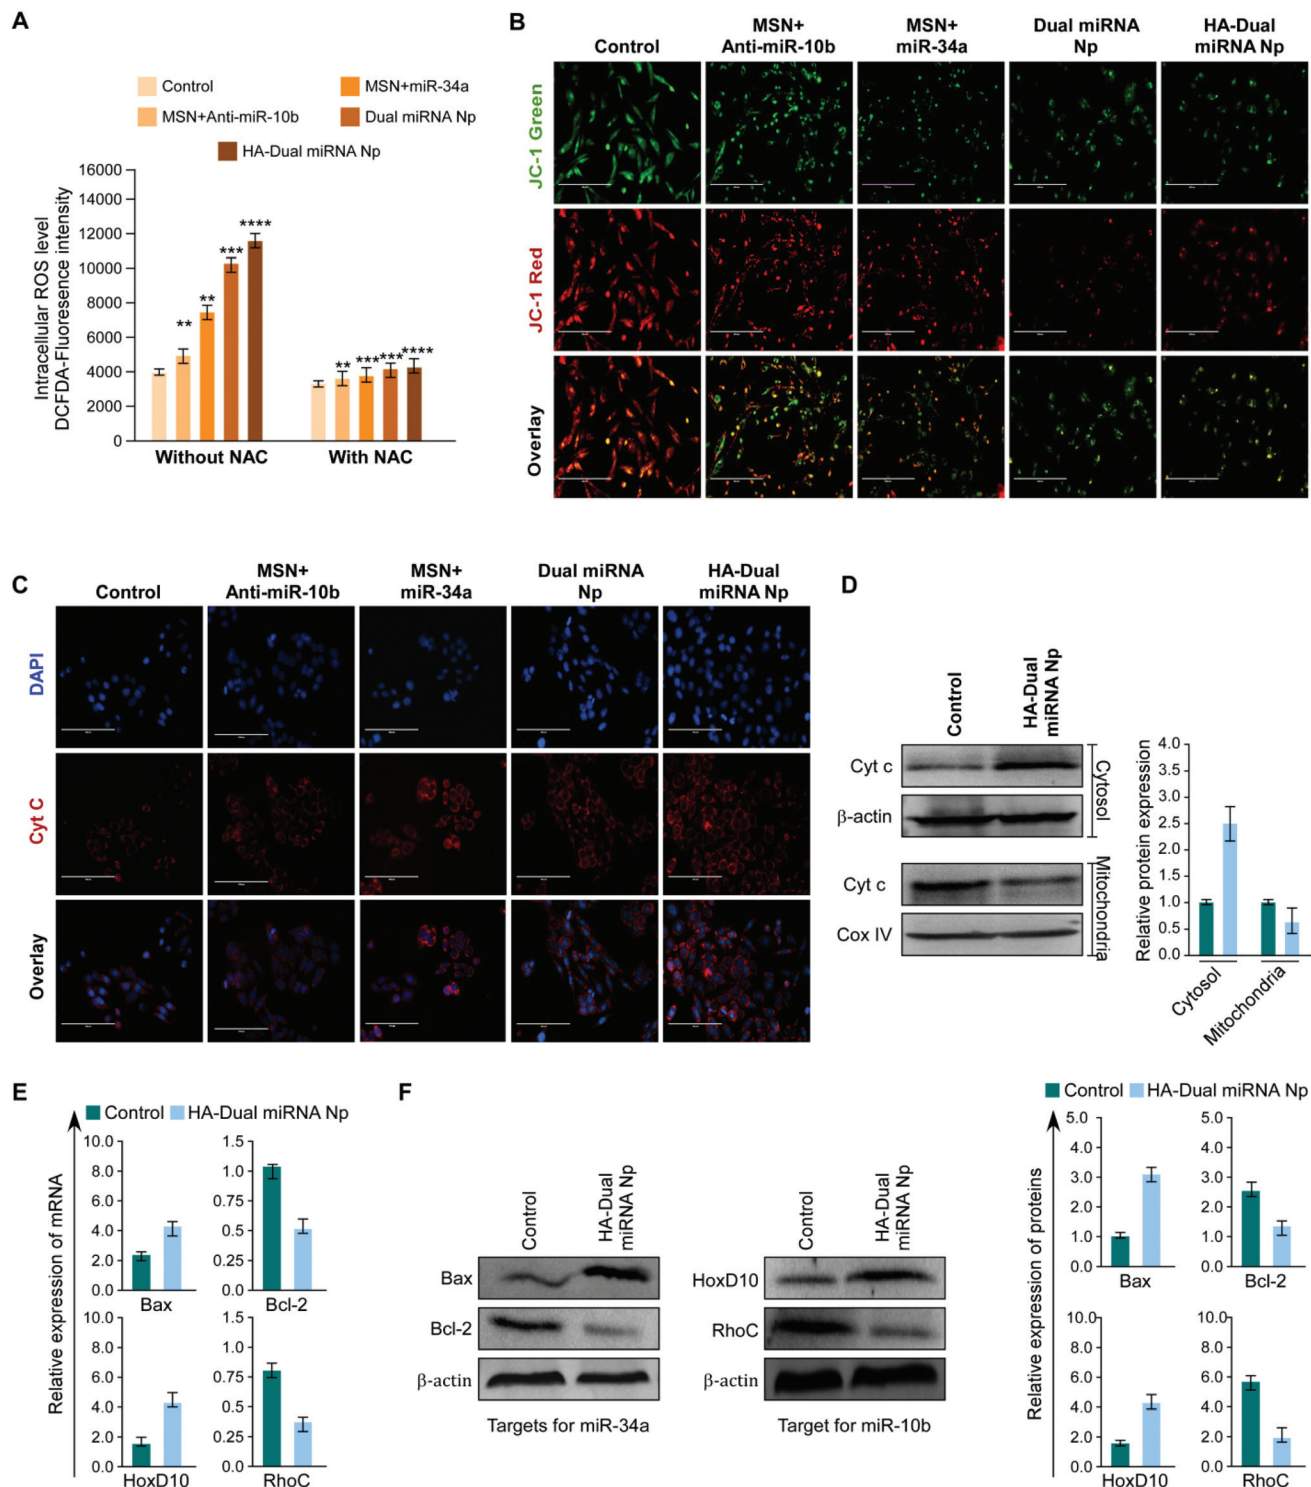 A
Control
MSN+miR-34a
MSN+Anti-miR-10b
Dual miRNA Np
HA-Dual miRNA Np
Intracellular ROS level
DCFDA-Fluoresence intensity
16000
14000
12000
10000
8000
6000
4000
2000
0
**
**
***
****
**
***
***
****
Without NAC
With NAC
B
Control
MSN+
Anti-miR-10b
MSN+
miR-34a
Dual miRNA
Np
HA-Dual
miRNA Np
JC-1 Green
JC-1 Red
Overlay
C
Control
MSN+
Anti-miR-10b
MSN+
miR-34a
Dual miRNA
Np
HA-Dual
miRNA Np
DAPI
Cyt C
Overlay
D
Control
HA-Dual
miRNA Np
Cyt c
β-actin
Cytosol
Cyt c
Cox IV
Mitochondria
Relative protein expression
4.0
3.5
3.0
2.5
2.0
1.5
1.0
0.5
0.0
Cytosol
Mitochondria
E
Control
HA-Dual miRNA Np
Relative expression of mRNA
10.0
8.0
6.0
4.0
2.0
0.0
Bax
1.5
1.0
0.75
0.5
0.25
0.0
Bcl-2
10.0
8.0
6.0
4.0
2.0
0.0
HoxD10
1.5
1.0
0.75
0.5
0.25
0.0
RhoC
F
Control
HA-Dual
miRNA Np
Bax
Bcl-2
β-actin
Targets for miR-34a
Control
HA-Dual
miRNA Np
HoxD10
RhoC
β-actin
Target for miR-10b
Control
HA-Dual miRNA Np
Relative expression of proteins
5.0
4.0
3.0
2.0
1.0
0.0
Bax
5.0
4.0
3.0
2.0
1.0
0.0
Bcl-2
10.0
8.0
6.0
4.0
2.0
0.0
HoxD10
10.0
8.0
6.0
4.0
2.0
0.0
RhoC